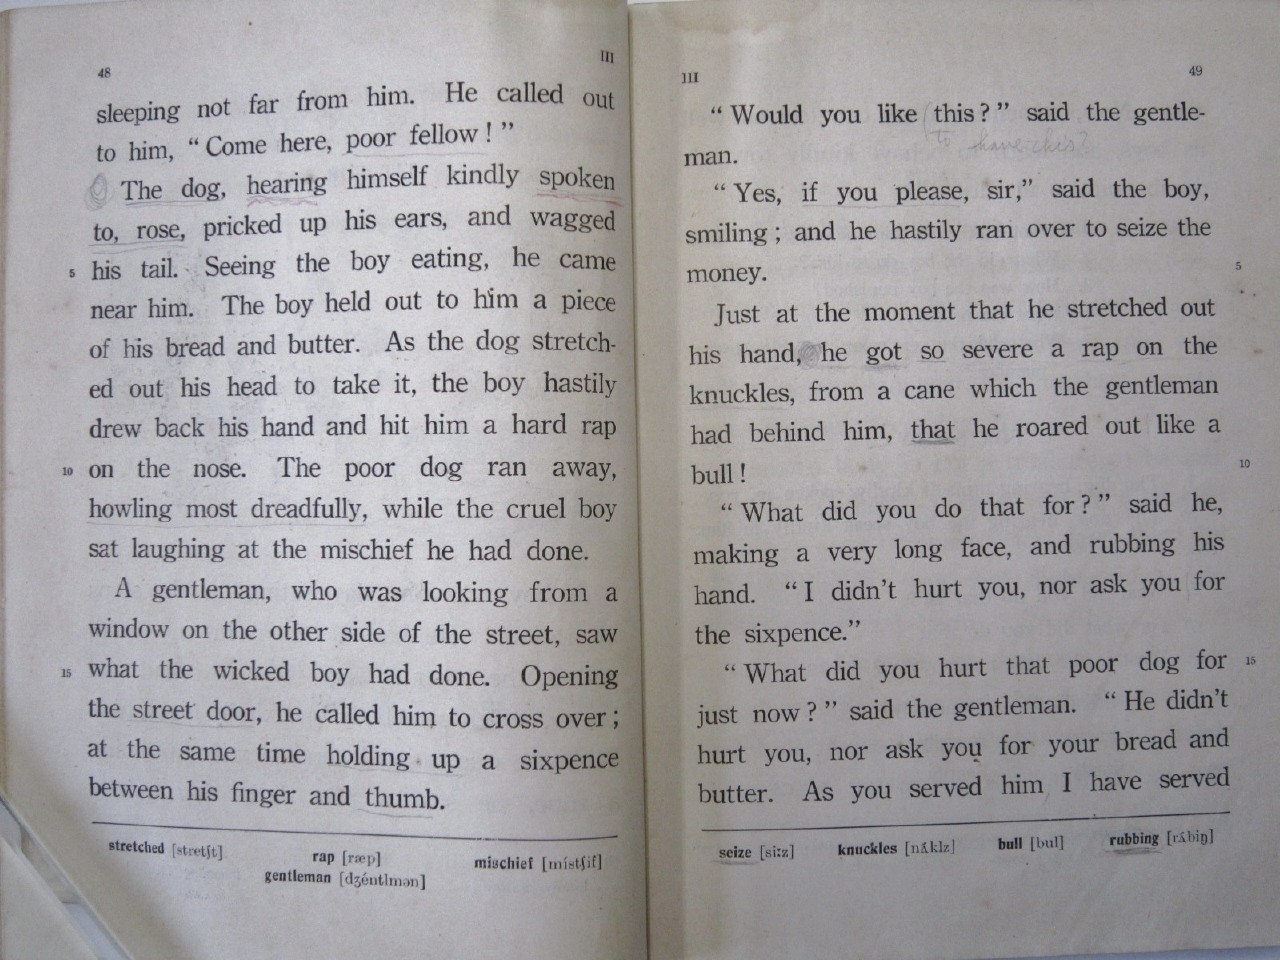 48
III
sleeping not far from him. He called out
to him, “Come here, poor fellow!”
The dog, hearing himself kindly spoken
to, rose, pricked up his ears, and wagged
5 his tail. Seeing the boy eating, he came
near him. The boy held out to him a piece
of his bread and butter. As the dog stretch-
ed out his head to take it, the boy hastily
drew back his hand and hit him a hard rap
10 on the nose. The poor dog ran away,
howling most dreadfully, while the cruel boy
sat laughing at the mischief he had done.
A gentleman, who was looking from a
window on the other side of the street, saw
15 what the wicked boy had done. Opening
the street door, he called him to cross over;
at the same time holding up a sixpence
between his finger and thumb.
stretched [stretʃt] rap [ræp] mischief [místʃif]
gentleman [dʒéntlmən]
III
49
“Would you like (this?” said the gentle-
(to have this?
man.
“Yes, if you please, sir,” said the boy,
smiling; and he hastily ran over to seize the
money. 5
Just at the moment that he stretched out
his hand, he got so severe a rap on the
knuckles, from a cane which the gentleman
had behind him, that he roared out like a
bull! 10
“What did you do that for?” said he,
making a very long face, and rubbing his
hand. “I didn’t hurt you, nor ask you for
the sixpence.”
“What did you hurt that poor dog for 15
just now?” said the gentleman. “He didn’t
hurt you, nor ask you for your bread and
butter. As you served him I have served
seize [si:z] knuckles [nʌ́klz] bull [bul] rubbing [rʌ́biŋ]